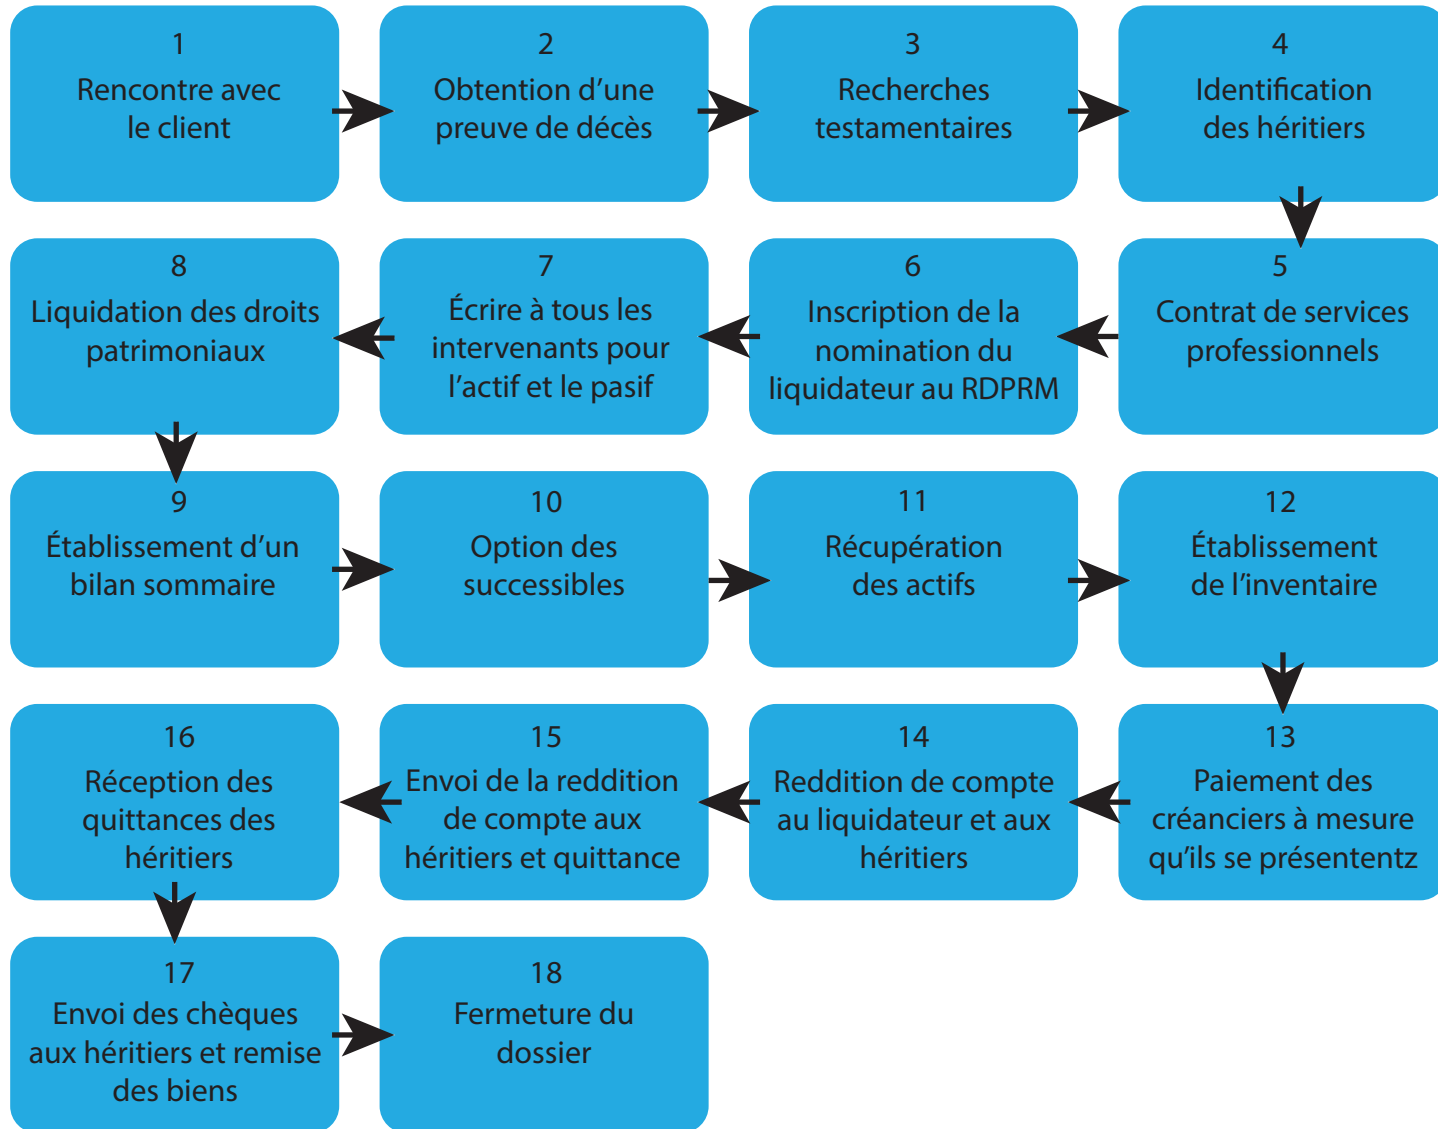 1
Rencontre avec
le client
2
Obtention d’une
preuve de décès
3
Recherches
testamentaires
4
Identification
des héritiers
5
Contrat de services
professionnels
6
Inscription de la
nomination du
liquidateur au RDPRM
7
Écrire à tous les
intervenants pour
l’actif et le pasif
8
Liquidation des droits
patrimoniaux
9
Établissement d’un
bilan sommaire
10
Option des
successibles
11
Récupération
des actifs
12
Établissement
de l’inventaire
13
Paiement des
créanciers à mesure
qu’ils se présententz
14
Reddition de compte
au liquidateur et aux
héritiers
15
Envoi de la reddition
de compte aux
héritiers et quittance
16
Réception des
quittances des
héritiers
17
Envoi des chèques
aux héritiers et remise
des biens
18
Fermeture du
dossier